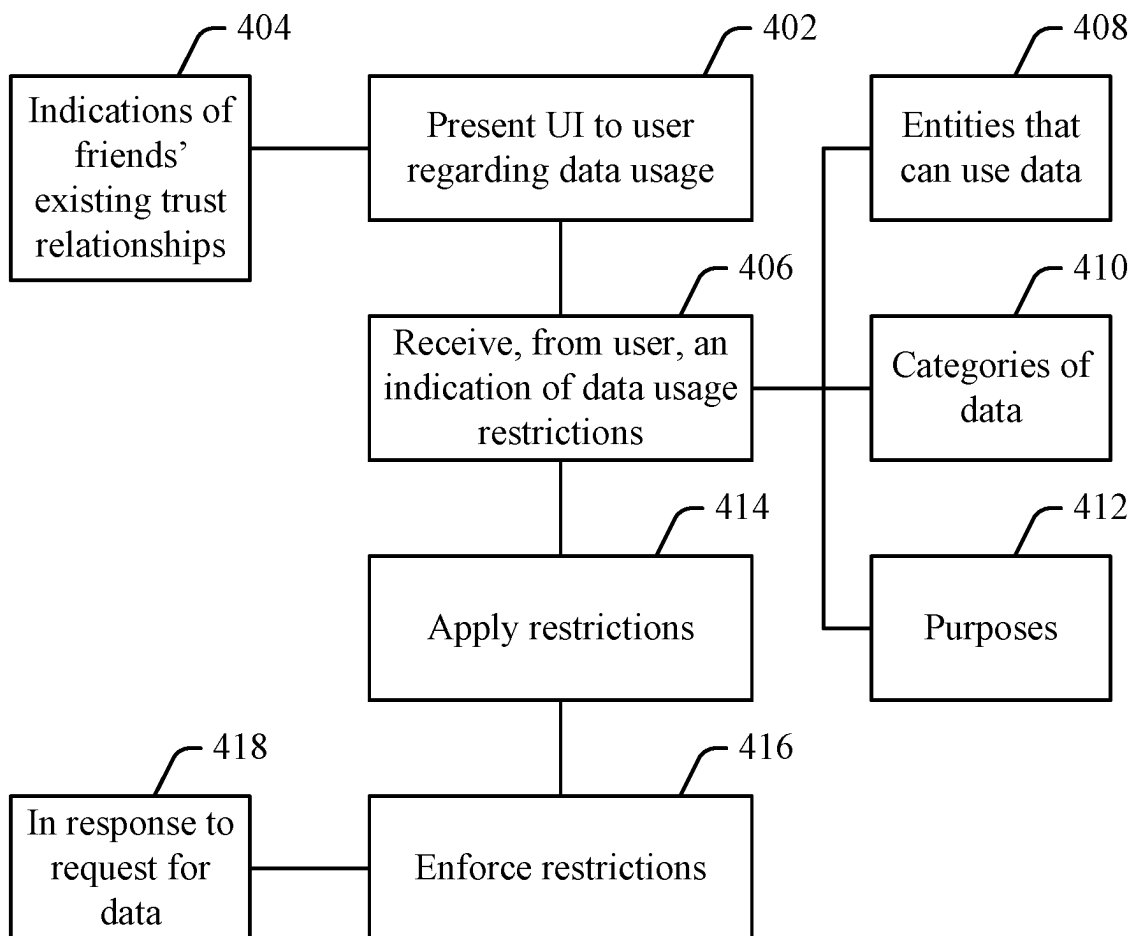 404
402
408
Indications of
friends’
existing trust
relationships
Present UI to user
regarding data usage
Entities that
can use data
406
410
Receive, from user, an
indication of data usage
restrictions
Categories of
data
414
412
Apply restrictions
Purposes
418
416
In response to
request for
data
Enforce restrictions